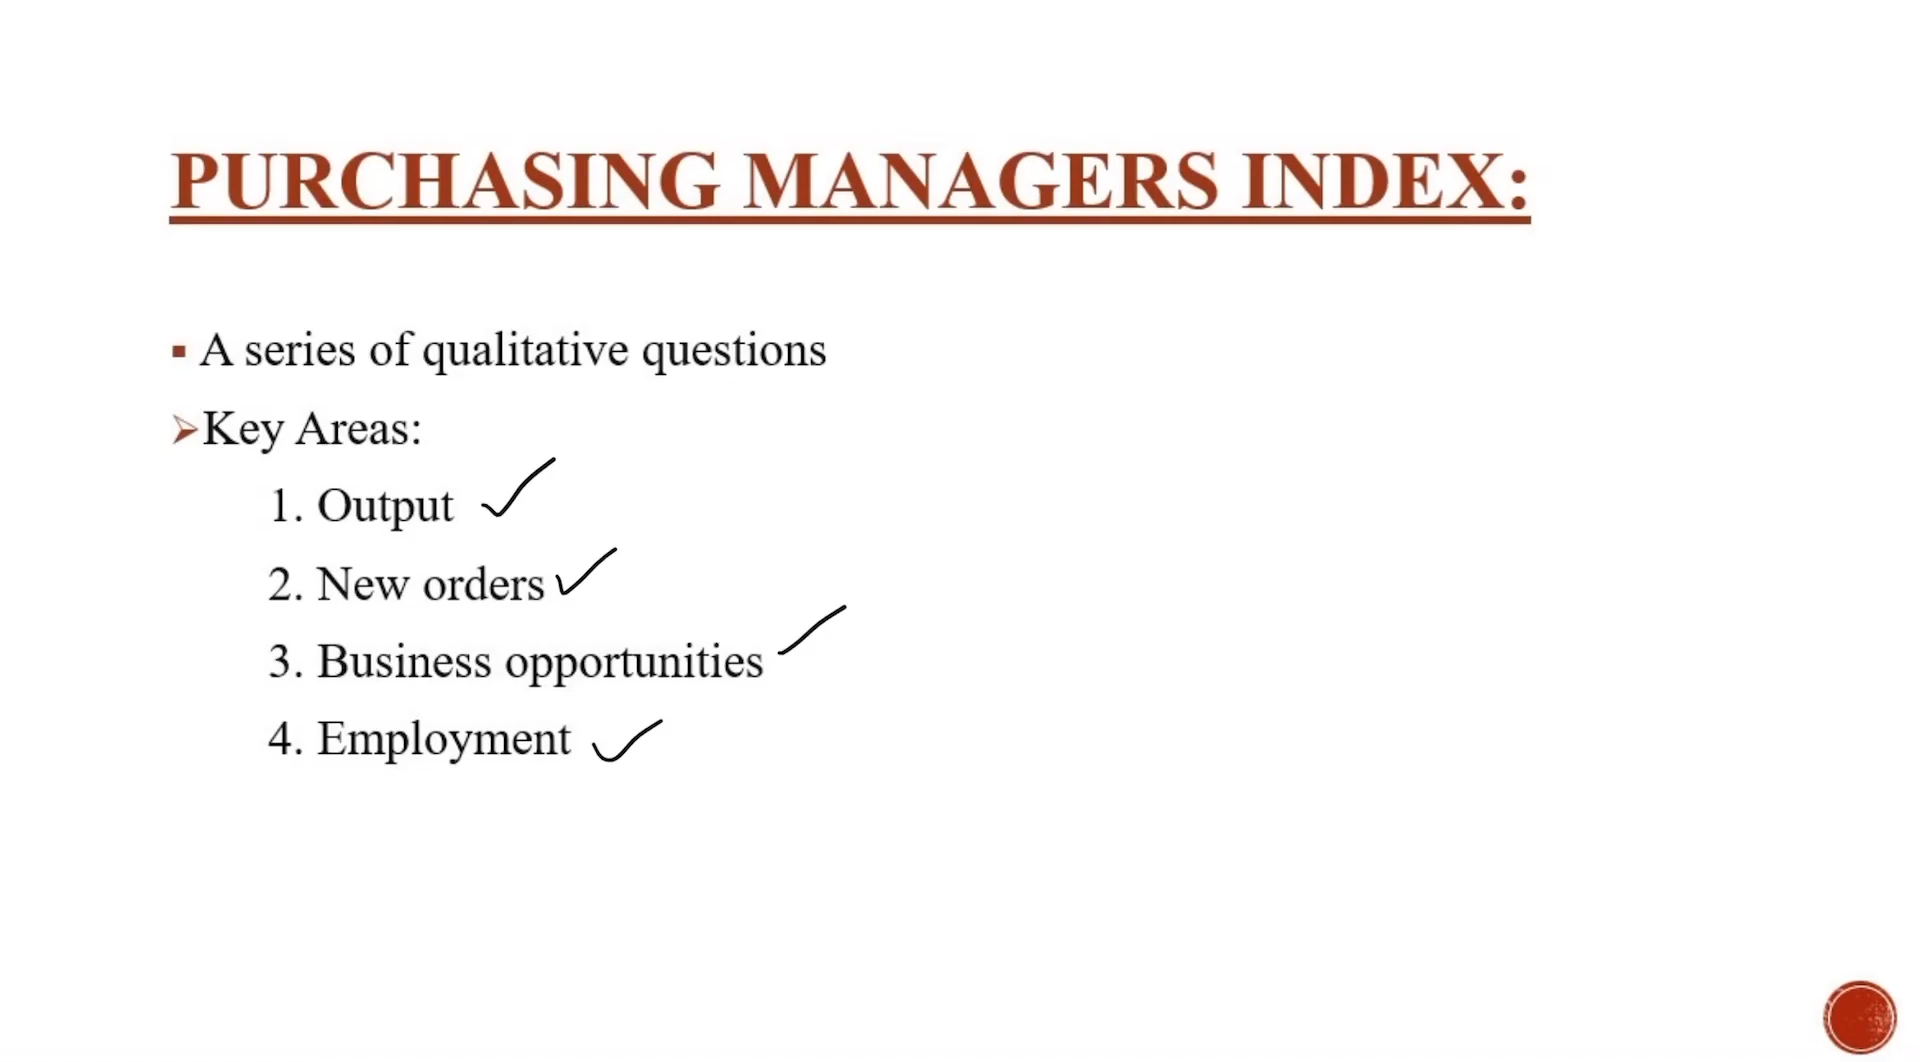 PURCHASING MANAGERS INDEX:
▪ A series of qualitative questions
➢Key Areas:
1. Output ✓
2. New orders ✓
3. Business opportunities ✓
4. Employment ✓